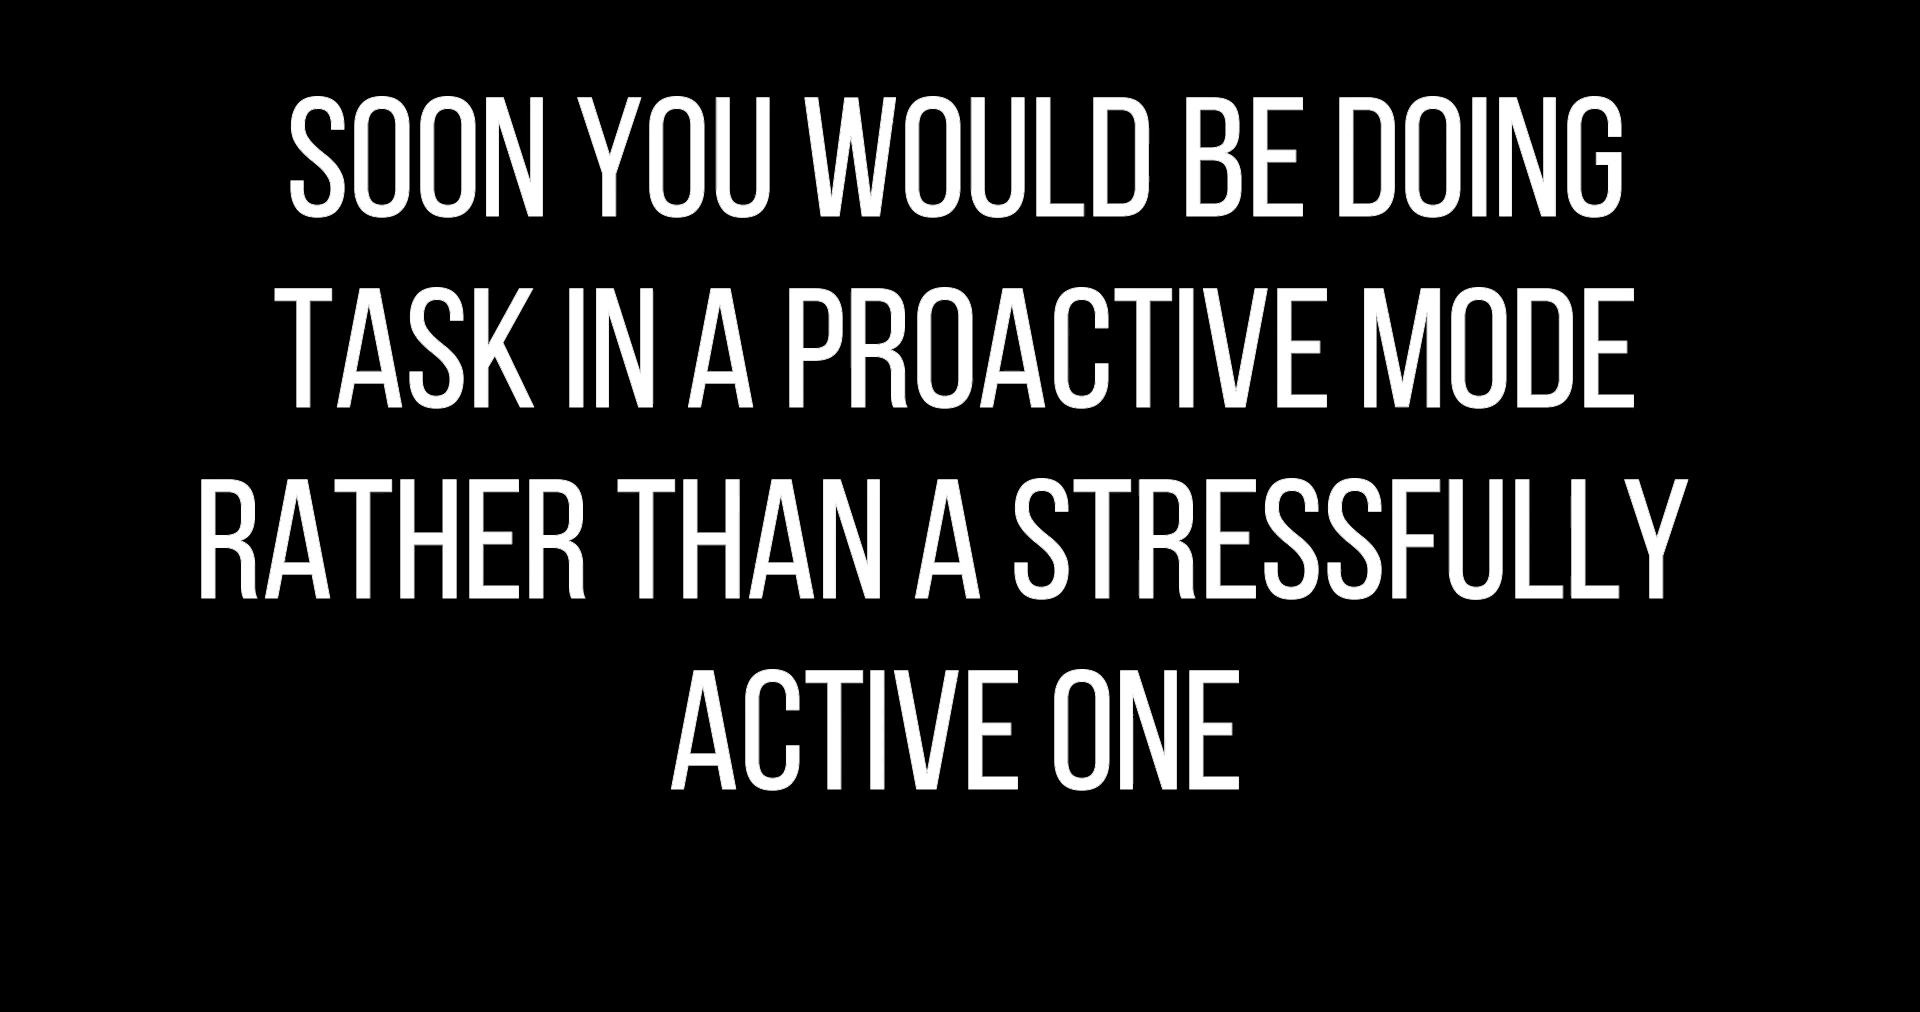 SOON YOU WOULD BE DOING
TASK IN A PROACTIVE MODE
RATHER THAN A STRESSFULLY
ACTIVE ONE